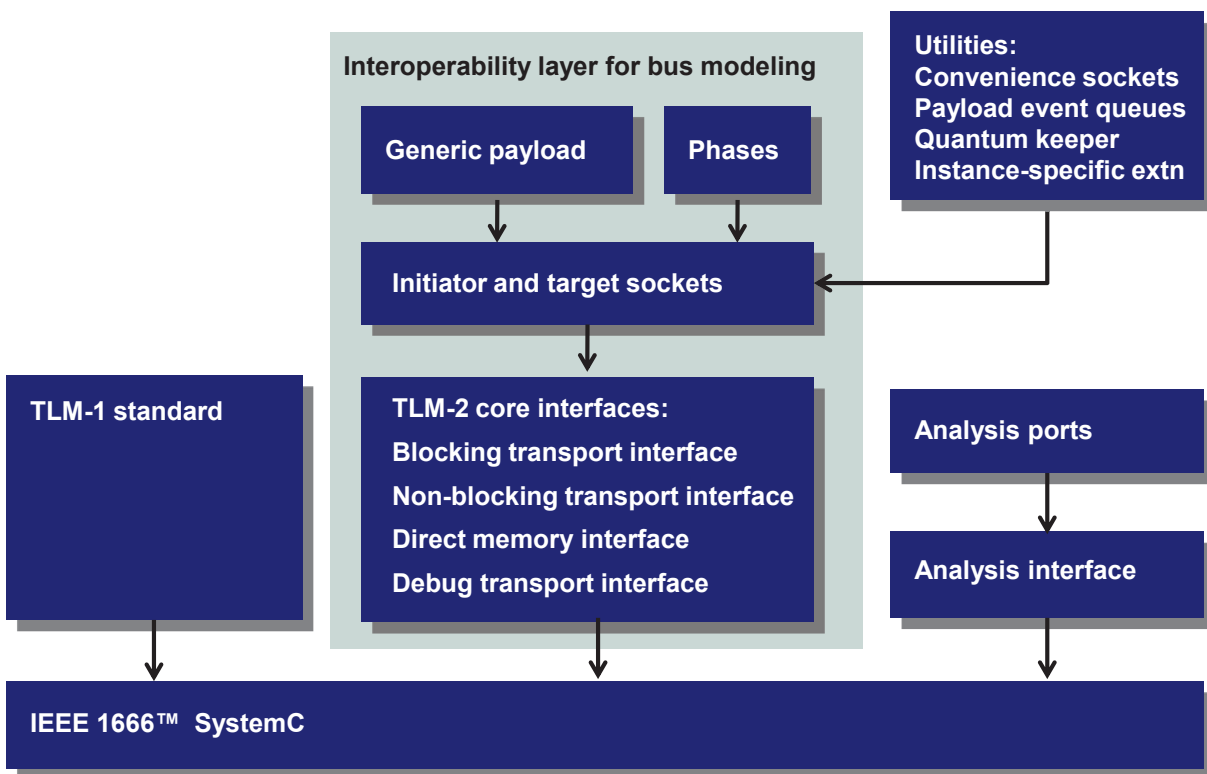 Interoperability layer for bus modeling
Generic payload
Phases
Utilities:
Convenience sockets
Payload event queues
Quantum keeper
Instance-specific extn
Initiator and target sockets
TLM-1 standard
TLM-2 core interfaces:
Blocking transport interface
Non-blocking transport interface
Direct memory interface
Debug transport interface
Analysis ports
Analysis interface
IEEE 1666™ SystemC